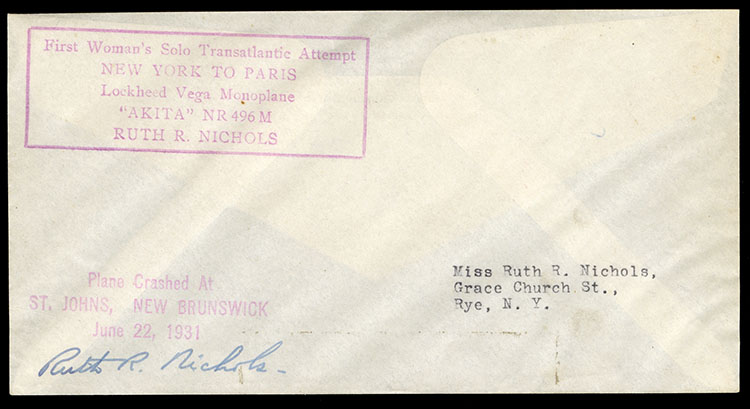 First Woman's Solo Transatlantic Attempt
NEW YORK TO PARIS
Lockheed Vega Monoplane
"AKITA" NR 496 M
RUTH R. NICHOLS
Miss Ruth R. Nichols,
Grace Church St.,
Rye, N. Y.
Plane Crashed At
ST. JOHNS, NEW BRUNSWICK
June 22, 1931
Ruth R. Nichols-